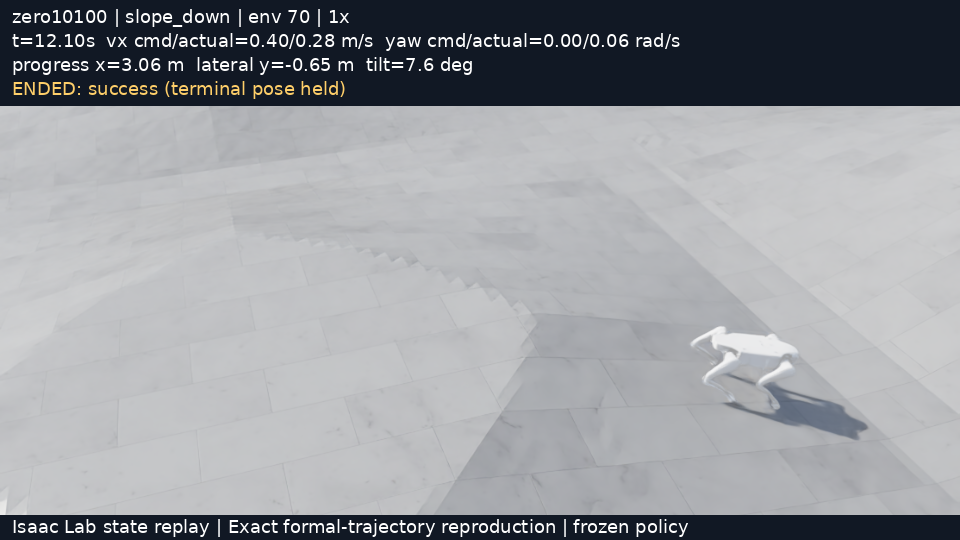 zero10100 | slope_down | env 70 | 1x
t=12.10s  vx cmd/actual=0.40/0.28 m/s  yaw cmd/actual=0.00/0.06 rad/s
progress x=3.06 m  lateral y=-0.65 m  tilt=7.6 deg
ENDED: success (terminal pose held)
Isaac Lab state replay | Exact formal-trajectory reproduction | frozen policy